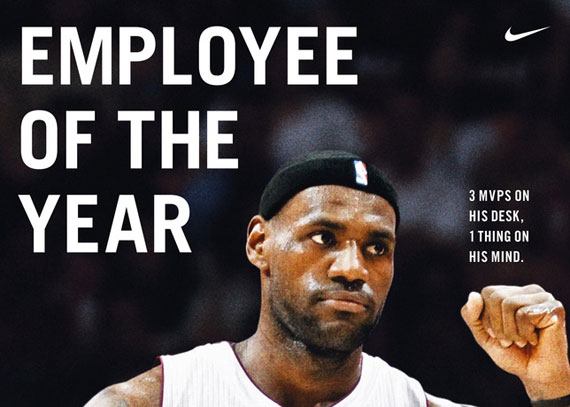 EMPLOYEE
OF THE
YEAR
3 MVPS ON
HIS DESK,
1 THING ON
HIS MIND.